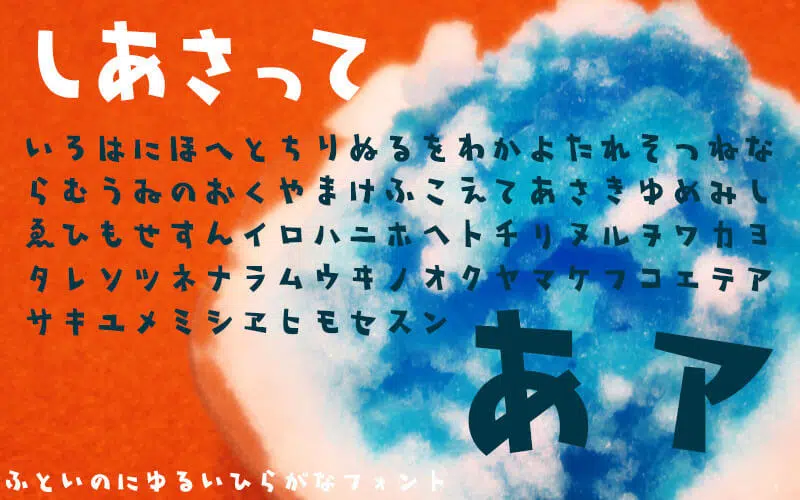 しあさって
いろはにほへとちりぬるをわかよたれそつねな
らむうゐのおくやまけふこえてあさきゆめみし
ゑひもせすんイロハニホヘトチリヌルヲワカヨ
タレソツネナラムウヰノオクヤマケフコエテア
サキユメミシヱヒモセスン
あア
ふといのにゆるいひらがなフォント